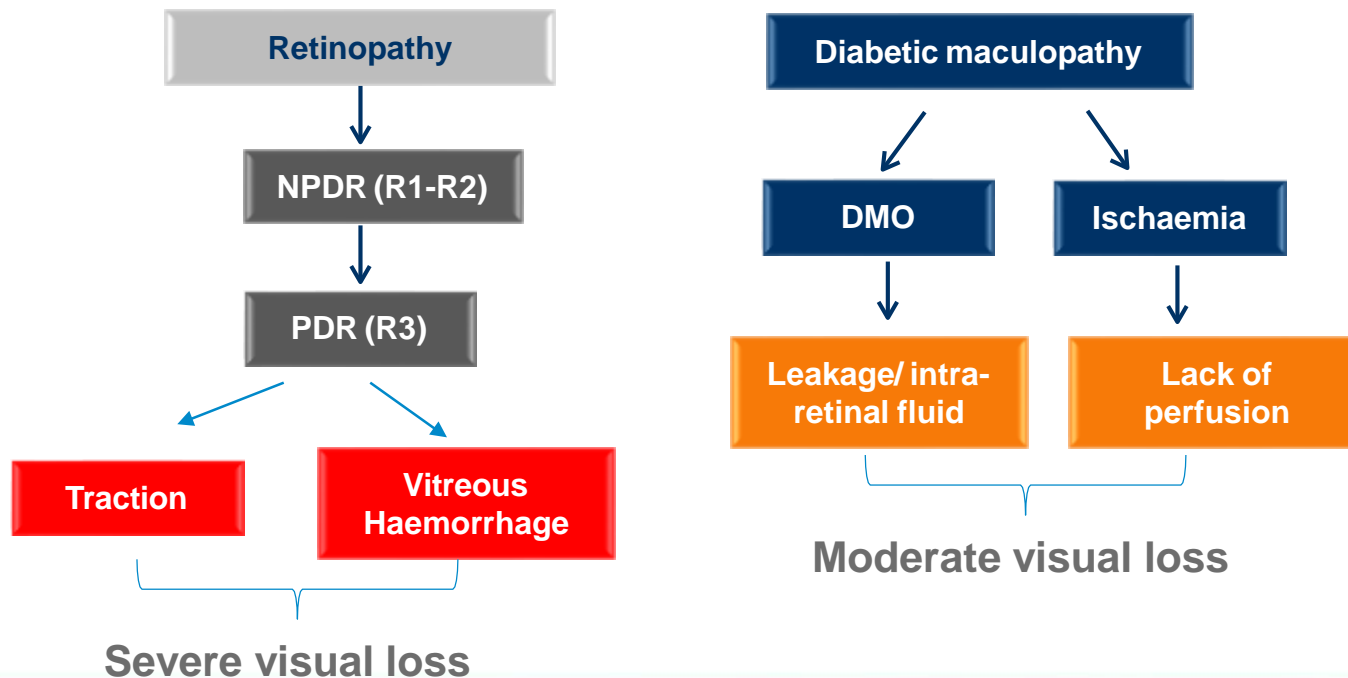 Retinopathy
NPDR (R1-R2)
PDR (R3)
Traction
Vitreous
Haemorrhage
Severe visual loss
Diabetic maculopathy
DMO
Ischaemia
Leakage/ intra-
retinal fluid
Lack of
perfusion
Moderate visual loss